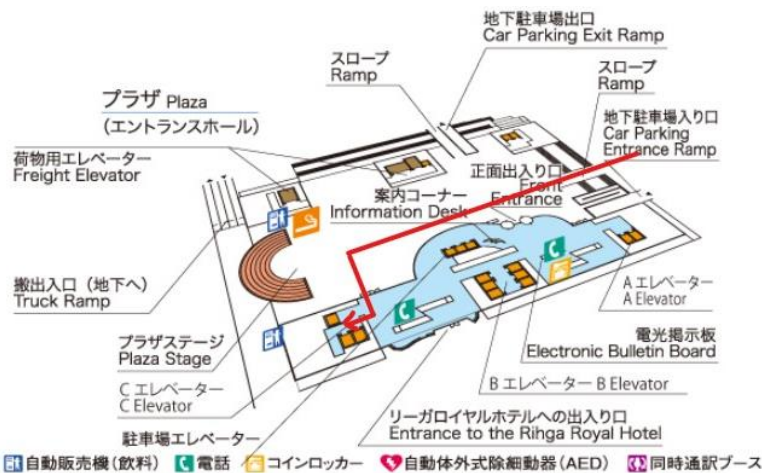 地下駐車場出口
Car Parking Exit Ramp
スロープ
Ramp
スロープ
Ramp
プラザ Plaza
（エントランスホール）
地下駐車場入り口
Car Parking
Entrance Ramp
荷物用エレベーター
Freight Elevator
正面出入り口
Front
Entrance
案内コーナー
Information Desk
搬出入口（地下へ）
Truck Ramp
A エレベーター
A Elevator
プラザステージ
Plaza Stage
電光掲示板
Electronic Bulletin Board
C エレベーター
C Elevator
B エレベーター B Elevator
リーガロイヤルホテルへの出入り口
Entrance to the Rihga Royal Hotel
駐車場エレベーター
自動販売機（飲料） 電話 コインロッカー 自動体外式除細動器（AED） 同時通訳ブース